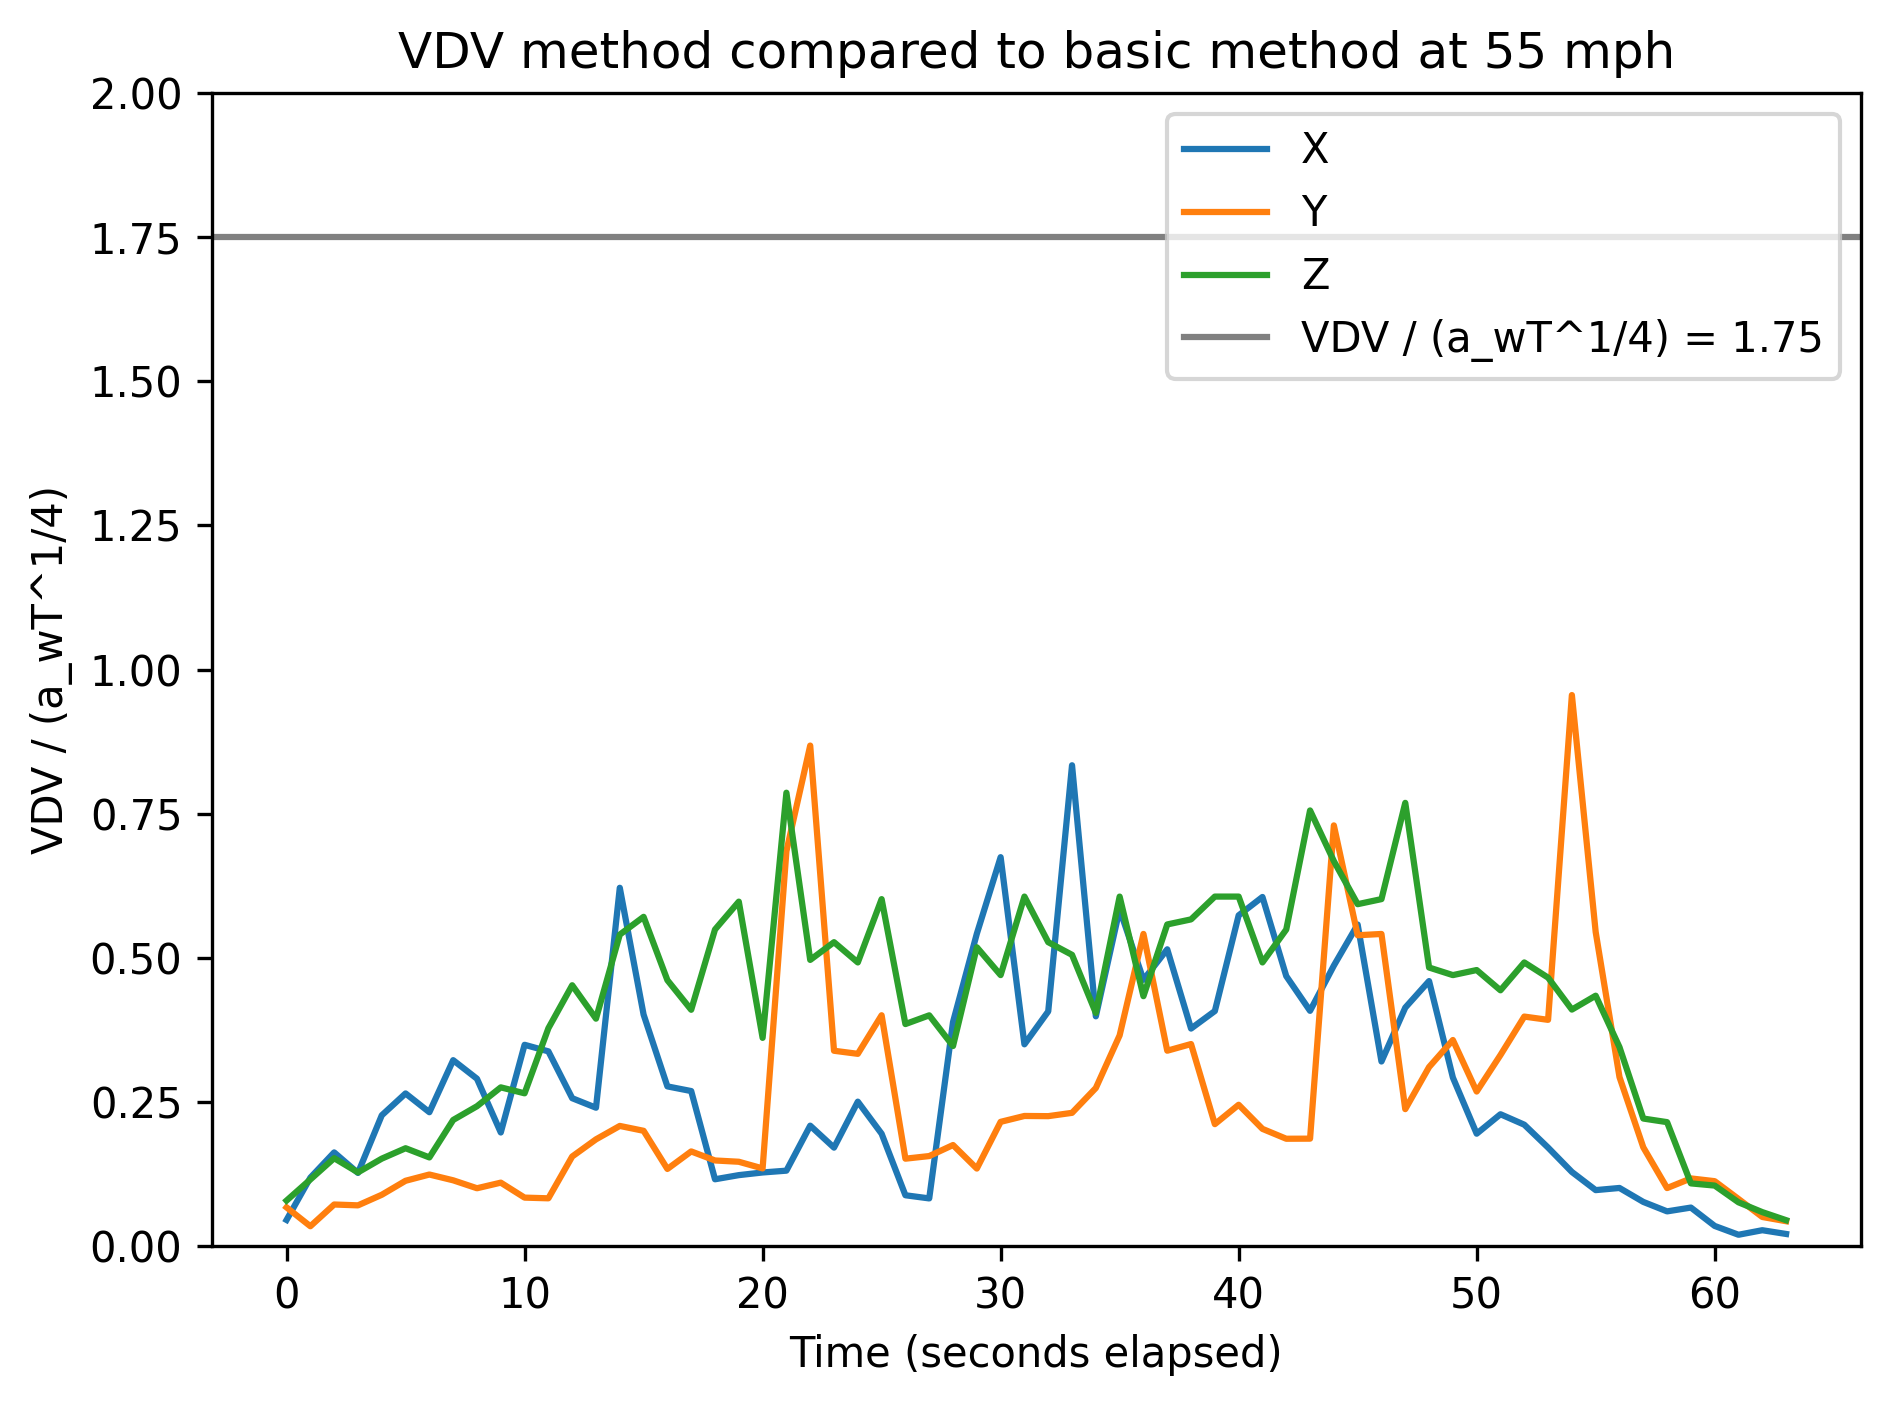 VDV method compared to basic method at 55 mph
2.00
1.75
1.50
1.25
1.00
0.75
0.50
0.25
0.00
VDV / (a_wT^1/4)
X
Y
Z
VDV / (a_wT^1/4) = 1.75
0 10 20 30 40 50 60
Time (seconds elapsed)